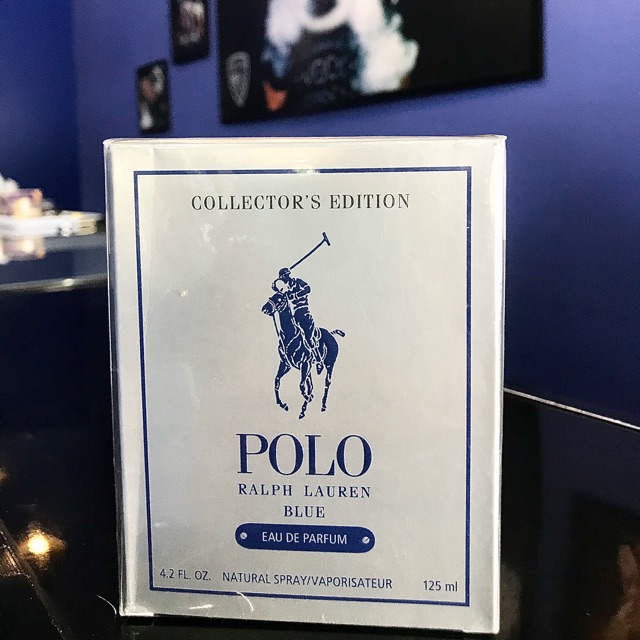 COLLECTOR'S EDITION
POLO
RALPH LAUREN
BLUE
EAU DE PARFUM
4.2 FL. OZ. NATURAL SPRAY/VAPORISATEUR 125 ml